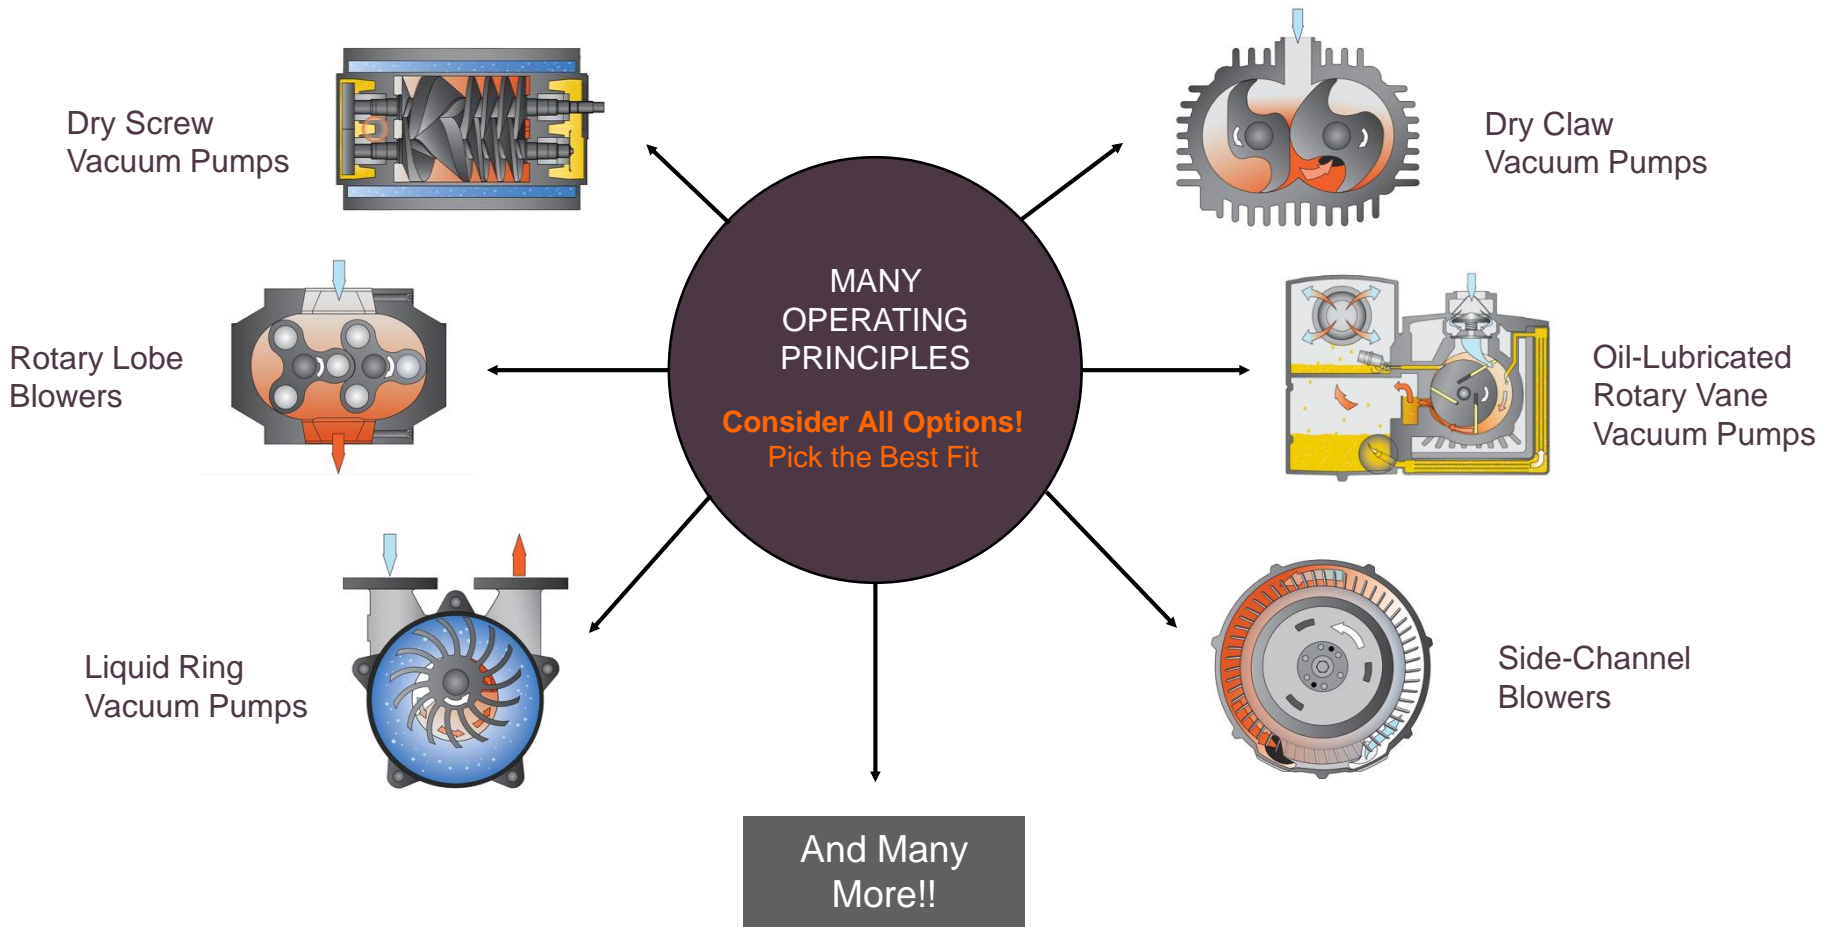 Dry Screw
Vacuum Pumps
Dry Claw
Vacuum Pumps
MANY
OPERATING
PRINCIPLES
Consider All Options!
Pick the Best Fit
Rotary Lobe
Blowers
Oil-Lubricated
Rotary Vane
Vacuum Pumps
Liquid Ring
Vacuum Pumps
Side-Channel
Blowers
And Many
More!!